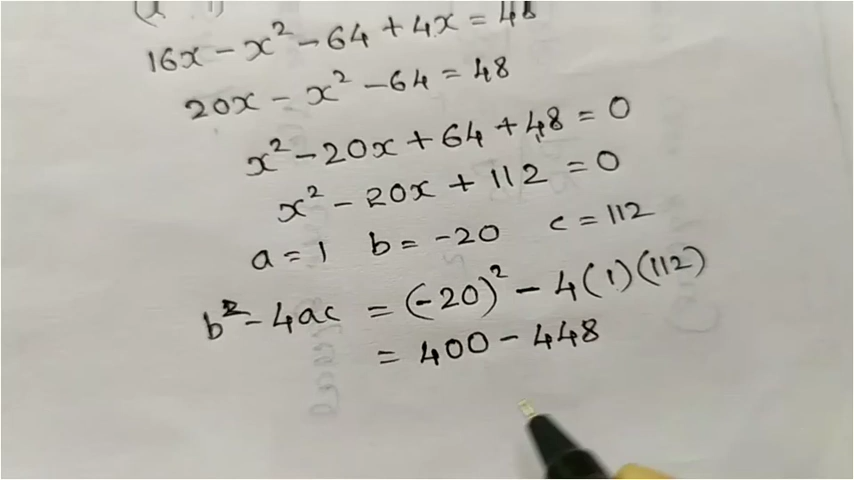 16x - x² - 64 + 4x = 48
20x - x² - 64 = 48
x² - 20x + 64 + 48 = 0
x² - 20x + 112 = 0
a = 1 b = -20 c = 112
b² - 4ac = (-20)² - 4(1)(112)
= 400 - 448